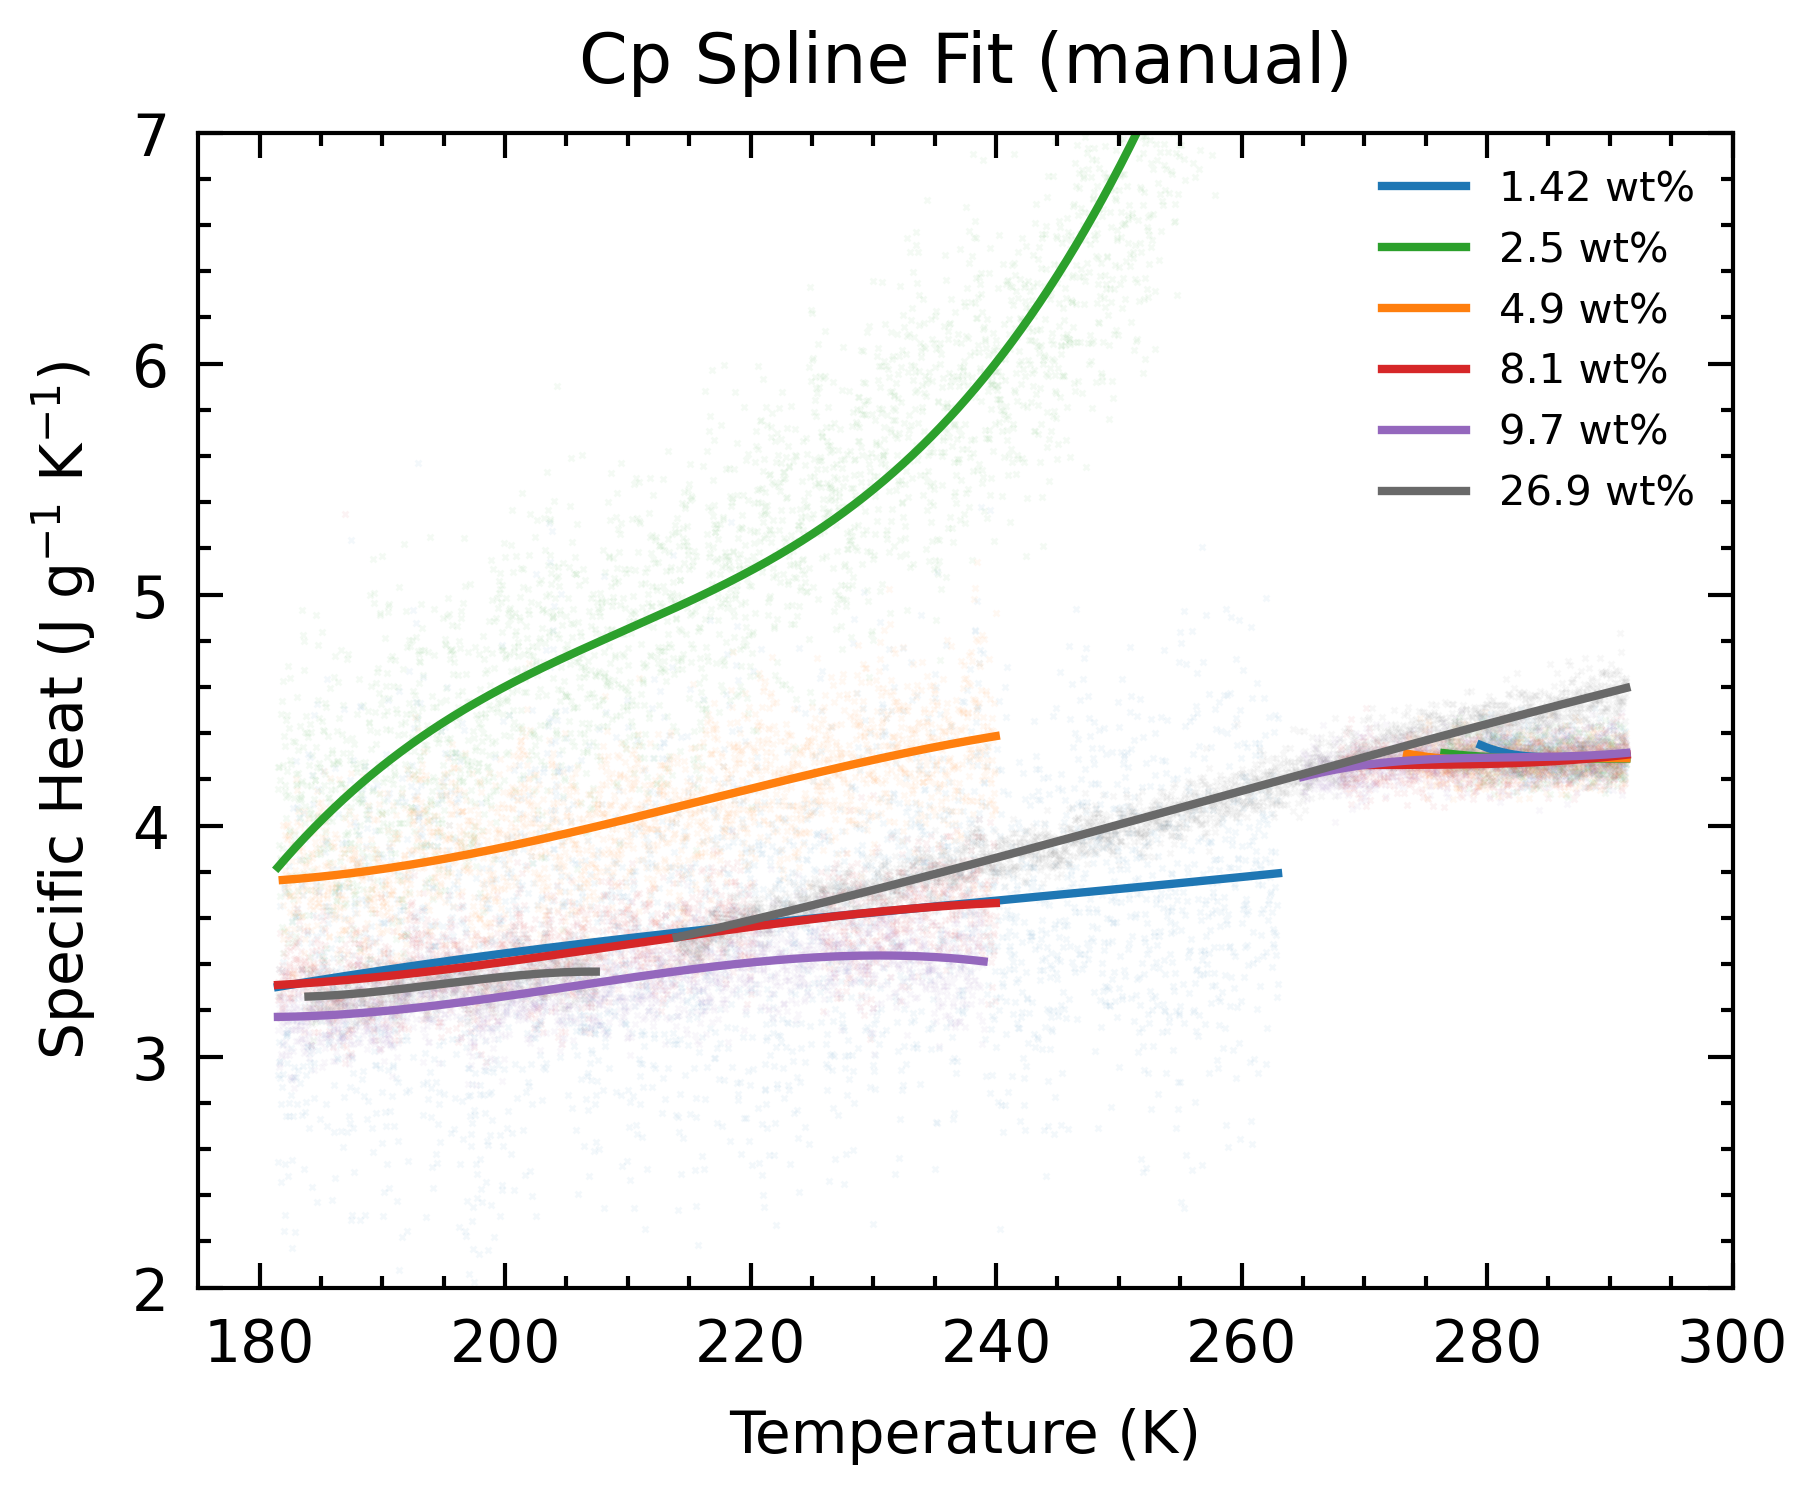 Cp Spline Fit (manual)
7
6
5
4
3
2
Specific Heat (J g⁻¹ K⁻¹)
1.42 wt%
2.5 wt%
4.9 wt%
8.1 wt%
9.7 wt%
26.9 wt%
180 200 220 240 260 280 300
Temperature (K)